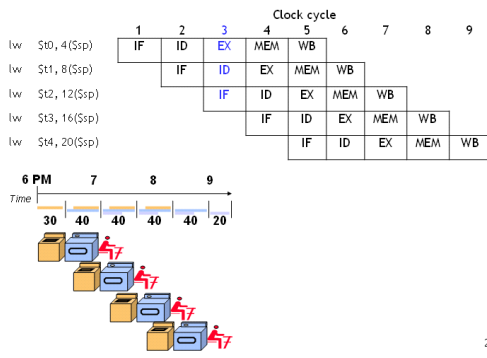 Clock cycle
1 2 3 4 5 6 7 8 9
lw $t0, 4($sp) IF ID EX MEM WB
lw $t1, 8($sp) IF ID EX MEM WB
lw $t2, 12($sp) IF ID EX MEM WB
lw $t3, 16($sp) IF ID EX MEM WB
lw $t4, 20($sp) IF ID EX MEM WB
6 PM 7 8 9
Time
30 40 40 40 40 20
2